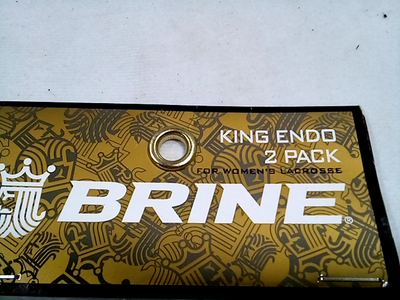 KING ENDO
2 PACK
FOR WOMEN'S LACROSSE
BRINE®